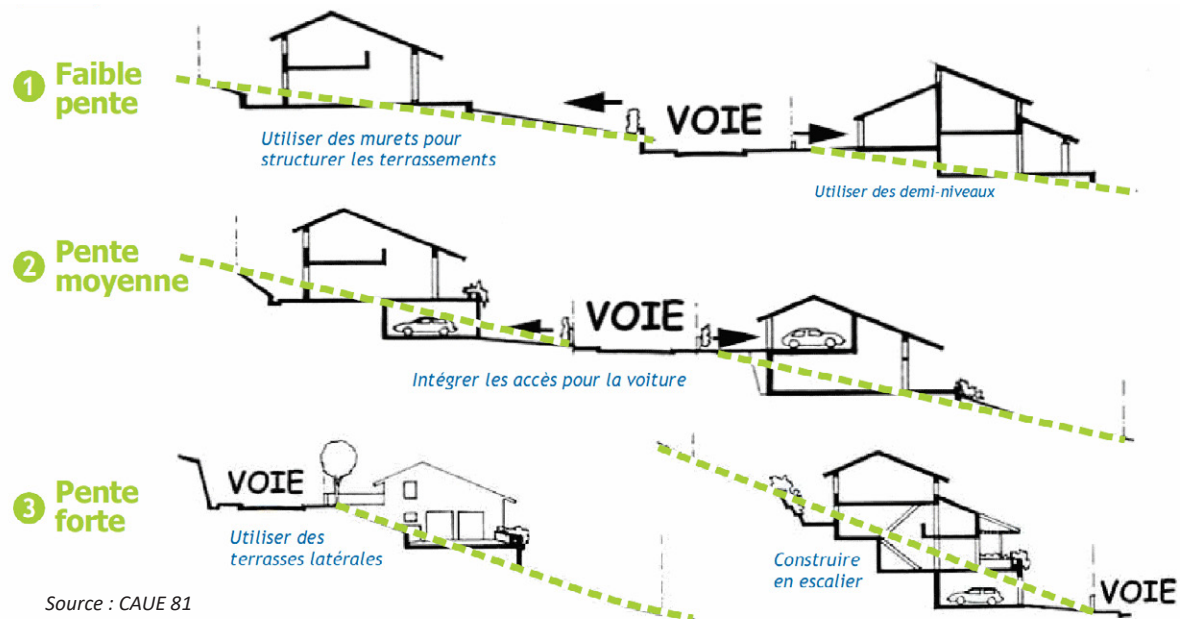 1 Faible
pente
VOIE
Utiliser des murets pour
structurer les terrassements
Utiliser des demi-niveaux
2 Pente
moyenne
VOIE
Intégrer les accès pour la voiture
3 Pente
forte
VOIE
Utiliser des
terrasses latérales
Construire
en escalier
VOIE
Source : CAUE 81